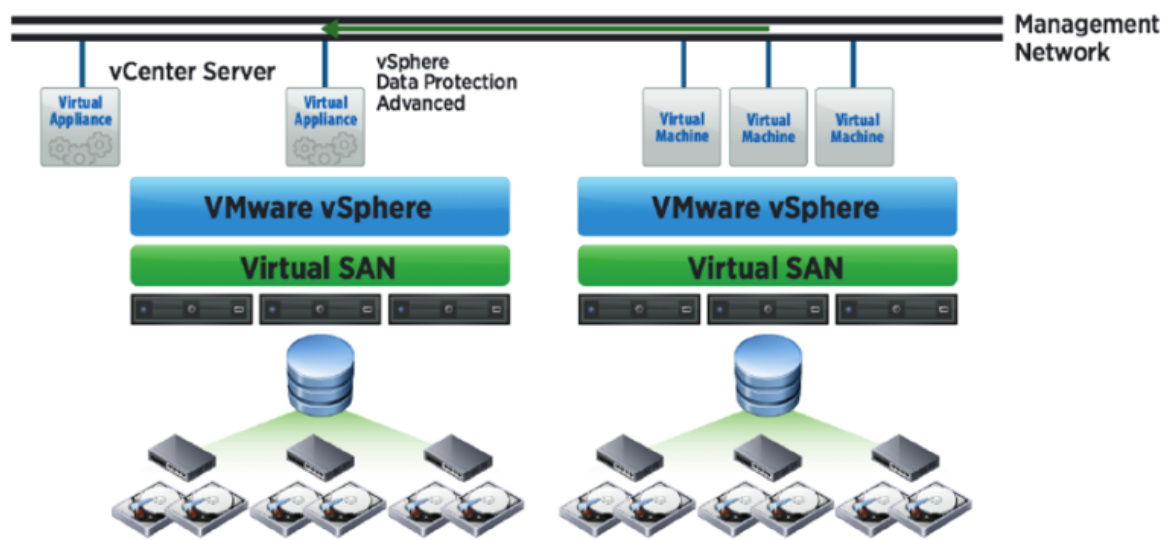 Management
Network
vCenter Server
vSphere
Data Protection
Advanced
Virtual
Appliance
Virtual
Appliance
Virtual
Machine
Virtual
Machine
Virtual
Machine
VMware vSphere
VMware vSphere
Virtual SAN
Virtual SAN